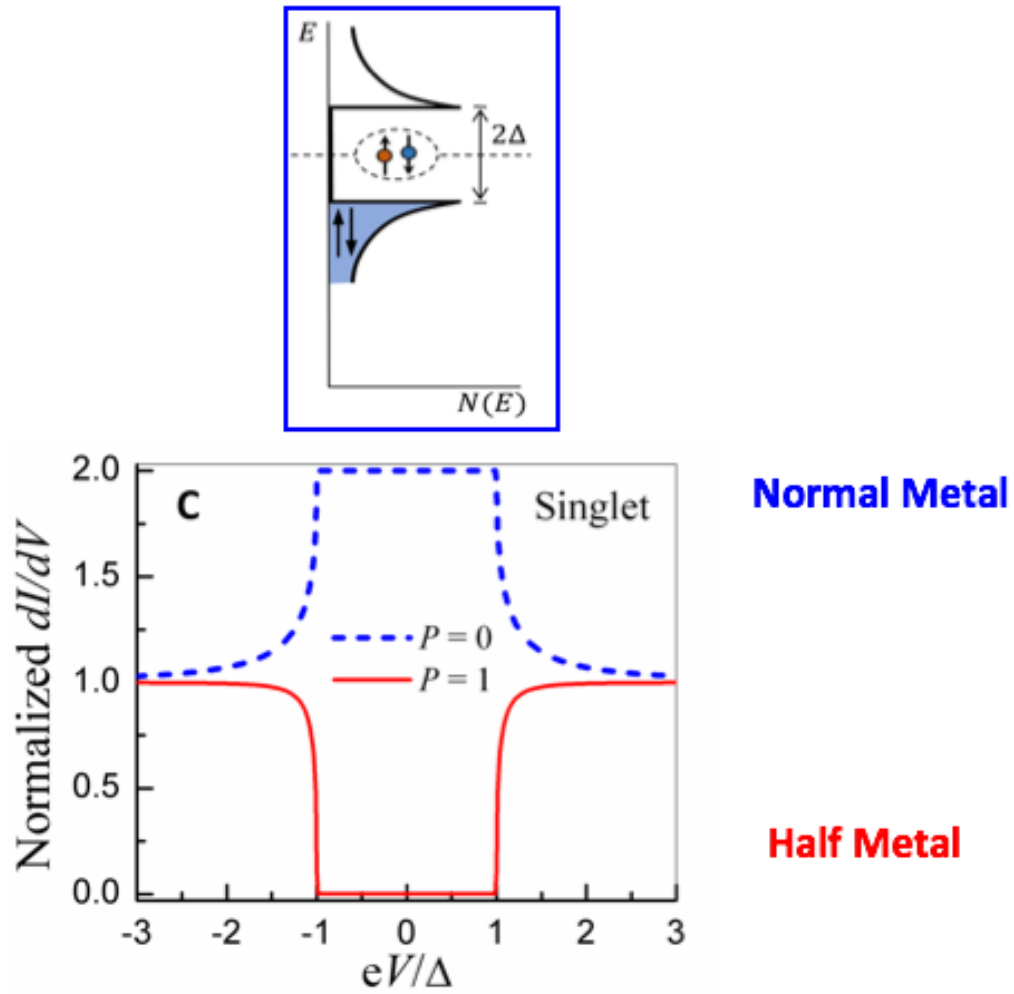 E
2Δ
N(E)
C
Singlet
Normal Metal
Half Metal
P = 0
P = 1
2.0
1.5
1.0
0.5
0.0
Normalized dI/dV
-3
-2
-1
0
1
2
3
eV/Δ